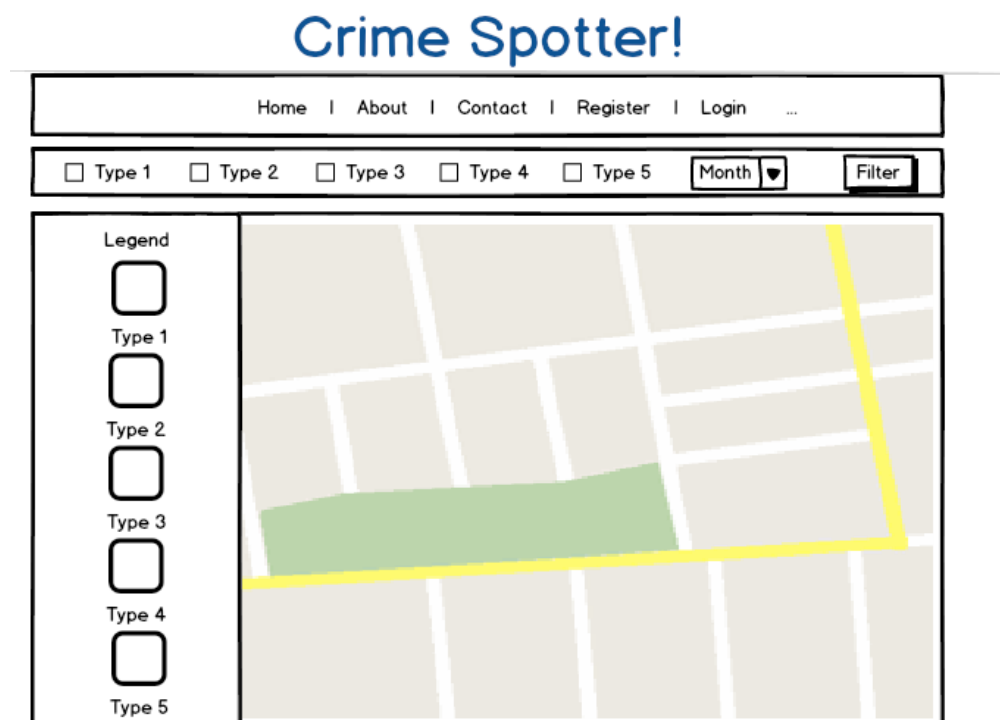 Crime Spotter!
Home | About | Contact | Register | Login ...
Type 1 Type 2 Type 3 Type 4 Type 5 Month Filter
Legend
Type 1
Type 2
Type 3
Type 4
Type 5